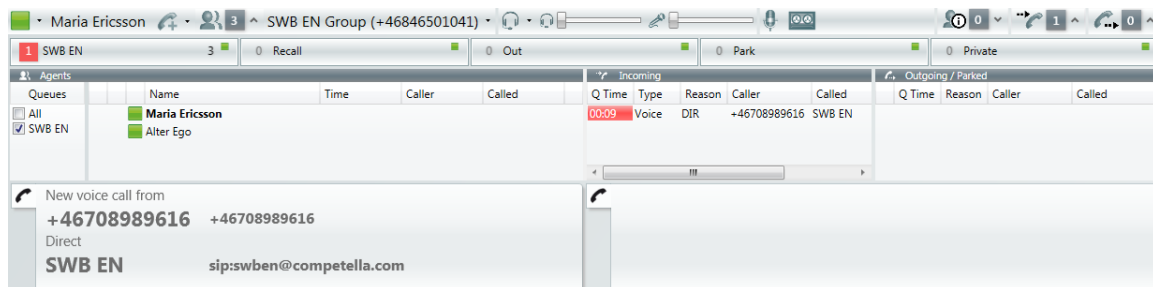 Maria Ericsson 3 SWB EN Group (+46846501041) 0 1 0
1 SWB EN 3 0 Recall 0 Out 0 Park 0 Private
Agents Incoming Outgoing / Parked
Queues Name Time Caller Called Q Time Type Reason Caller Called Q Time Reason Caller Called
All Maria Ericsson 00:09 Voice DIR +46708989616 SWB EN
SWB EN Alter Ego
New voice call from
+46708989616 +46708989616
Direct
SWB EN sip:swben@competella.com